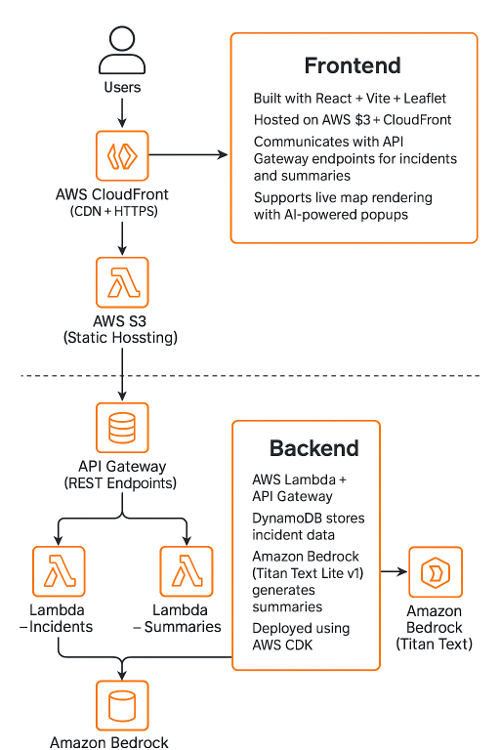 Users
Frontend
Built with React + Vite + Leaflet
Hosted on AWS $3 + CloudFront
Communicates with API
Gateway endpoints for incidents
and summaries
Supports live map rendering
with AI-powered popups
AWS CloudFront
(CDN + HTTPS)
AWS S3
(Static Hossting)
API Gateway
(REST Endpoints)
Lambda
–Incidents
Lambda
–Summaries
Backend
AWS Lambda +
API Gateway
DynamoDB stores
incident data
Amazon Bedrock
(Titan Text Lite v1)
generates
summaries
Deployed using
AWS CDK
Amazon
Bedrock
(Titan Text)
Amazon Bedrock